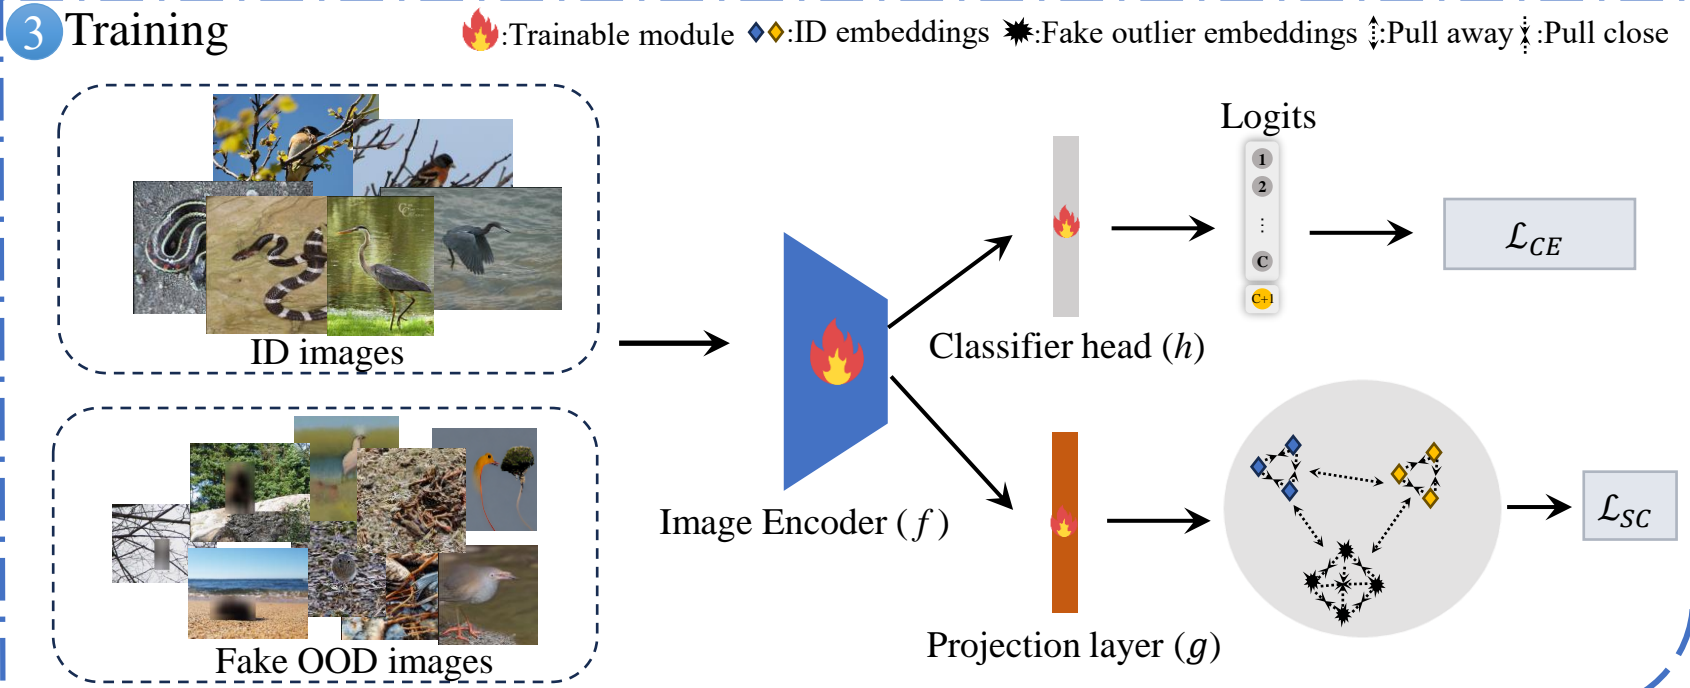 3 Training
:Trainable module :ID embeddings :Fake outlier embeddings :Pull away :Pull close
ID images
Fake OOD images
Image Encoder (f)
Classifier head (h)
Logits
1
2
⋮
C
C+1
ℒCE
Projection layer (g)
ℒSC